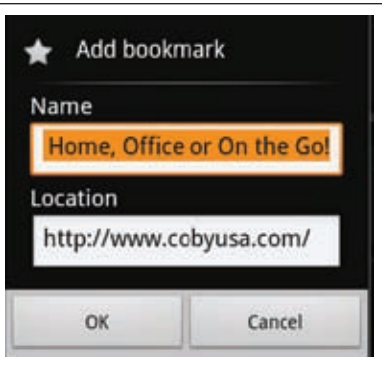 Add bookmark
Name
Home, Office or On the Go!
Location
http://www.cobyusa.com/
OK
Cancel